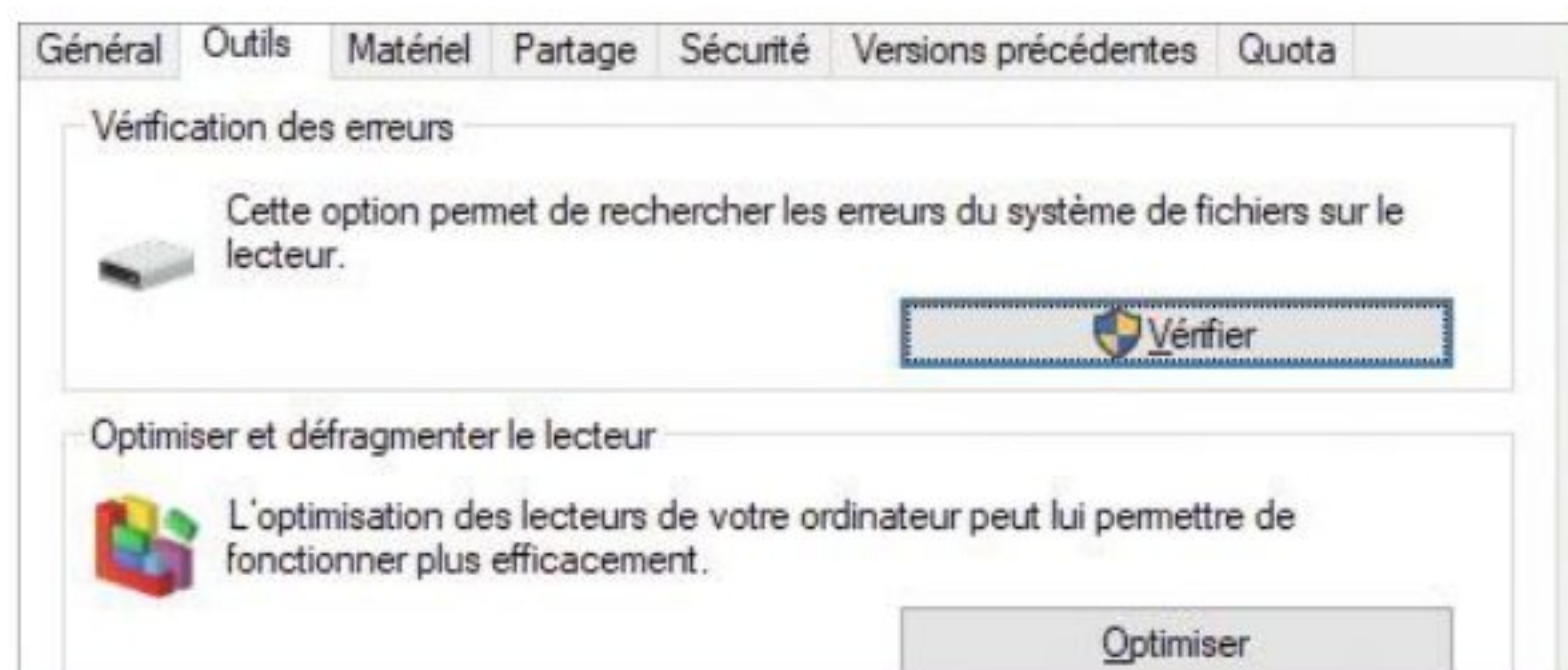 Général Outils Matériel Partage Sécurité Versions précédentes Quota
Vérification des erreurs
Cette option permet de rechercher les erreurs du système de fichiers sur le
lecteur.
Vérifier
Optimiser et défragmenter le lecteur
L'optimisation des lecteurs de votre ordinateur peut lui permettre de
fonctionner plus efficacement.
Optimiser